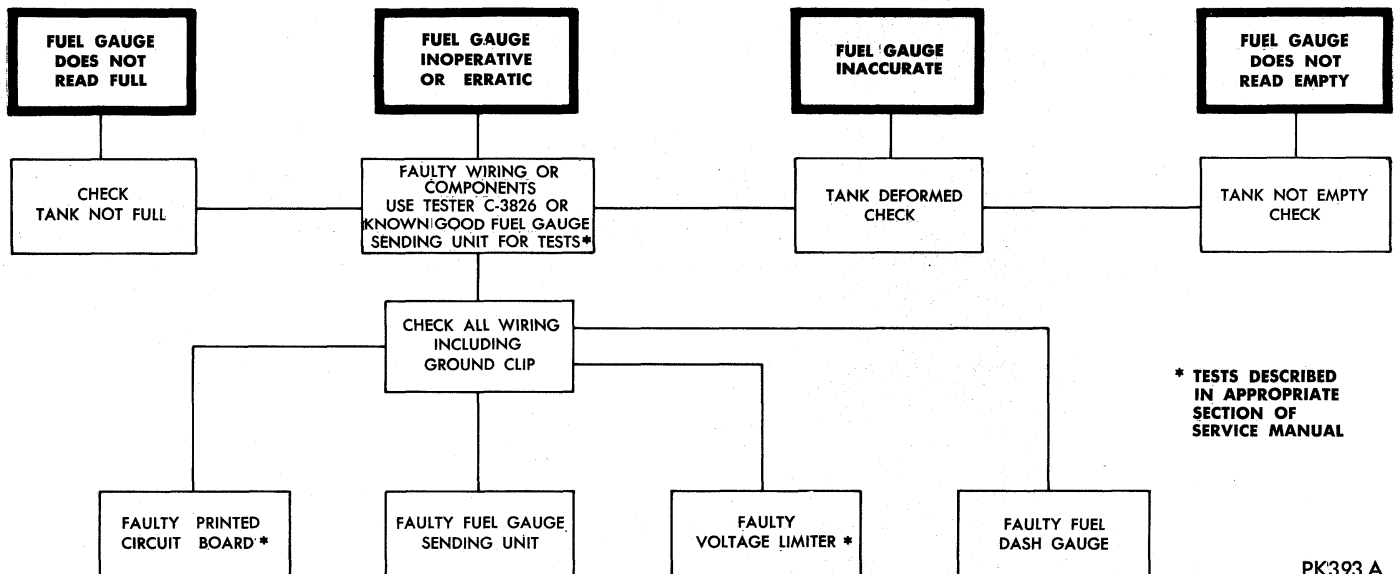 FUEL GAUGE
DOES NOT
READ FULL
FUEL GAUGE
INOPERATIVE
OR ERRATIC
FUEL GAUGE
INACCURATE
FUEL GAUGE
DOES NOT
READ EMPTY
CHECK
TANK NOT FULL
FAULTY WIRING OR
COMPONENTS
USE TESTER C-3826 OR
KNOWN GOOD FUEL GAUGE
SENDING UNIT FOR TESTS*
TANK DEFORMED
CHECK
TANK NOT EMPTY
CHECK
CHECK ALL WIRING
INCLUDING
GROUND CLIP
* TESTS DESCRIBED
IN APPROPRIATE
SECTION OF
SERVICE MANUAL
FAULTY PRINTED
CIRCUIT BOARD*
FAULTY FUEL GAUGE
SENDING UNIT
FAULTY
VOLTAGE LIMITER *
FAULTY FUEL
DASH GAUGE
PK393 A